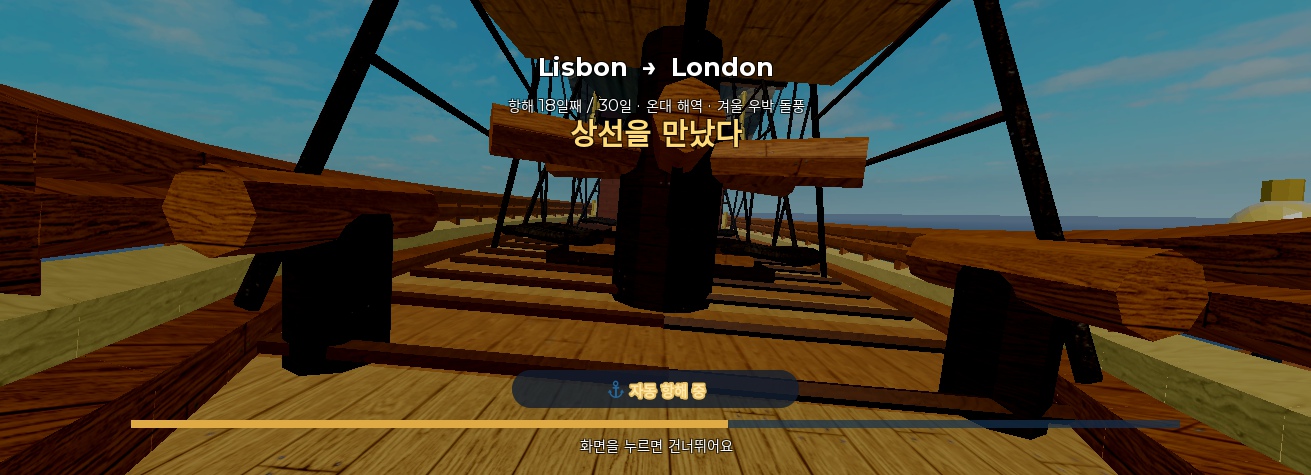 Lisbon → London
항해 18일째 / 30일 · 온대 해역 · 겨울 우박 돌풍
상선을 만났다
⚓ 자동 항해 중
화면을 누르면 건너뛰어요